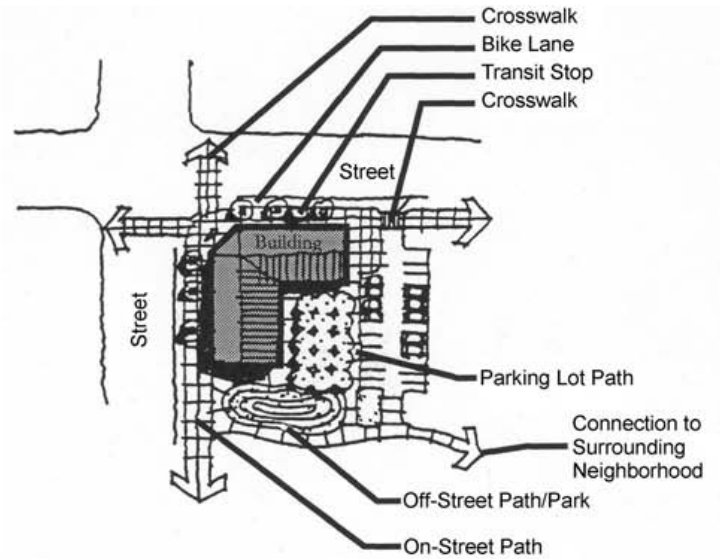 Crosswalk
Bike Lane
Transit Stop
Crosswalk
Street
Building
Street
Parking Lot Path
Connection to
Surrounding
Neighborhood
Off-Street Path/Park
On-Street Path